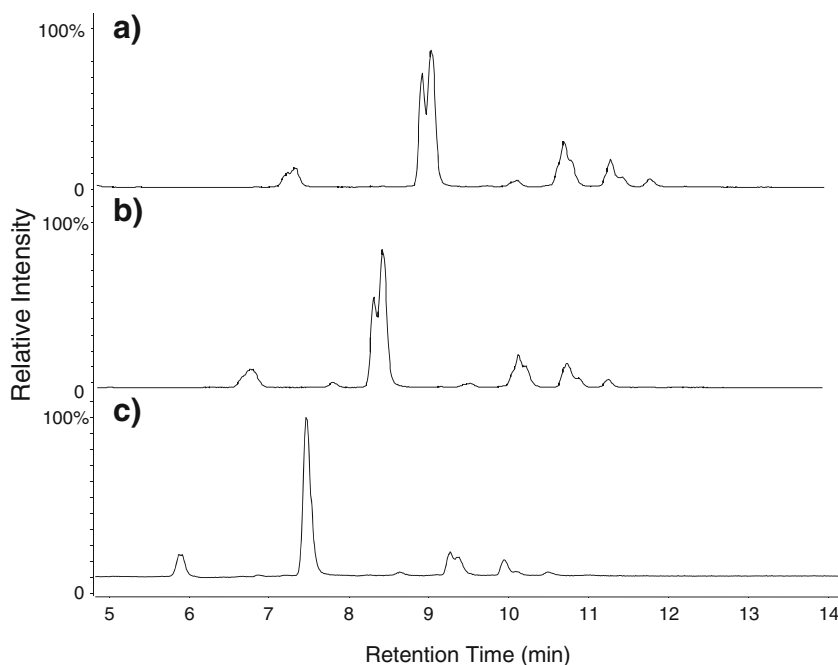 a)
100%
0
b)
100%
0
c)
100%
0
Relative Intensity
5 6 7 8 9 10 11 12 13 14
Retention Time (min)